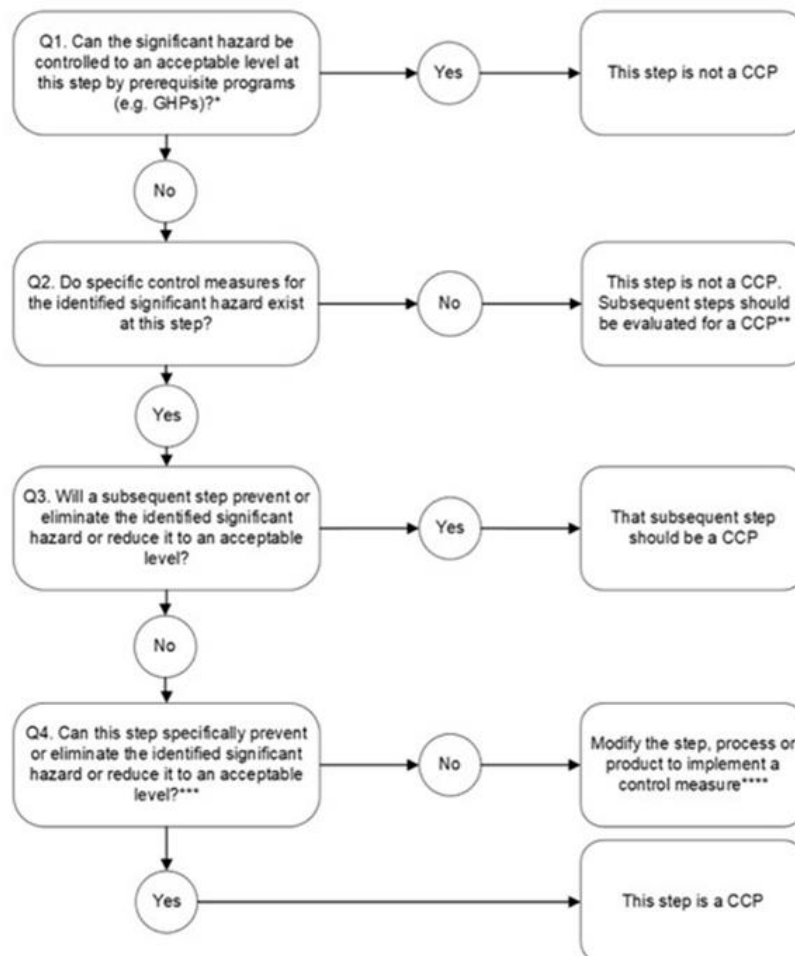 Q1. Can the significant hazard be
controlled to an acceptable level at
this step by prerequisite programs
(e.g. GHPs)?*
Yes
This step is not a CCP
No
Q2. Do specific control measures for
the identified significant hazard exist
at this step?
No
This step is not a CCP.
Subsequent steps should
be evaluated for a CCP**
Yes
Q3. Will a subsequent step prevent or
eliminate the identified significant
hazard or reduce it to an acceptable
level?
Yes
That subsequent step
should be a CCP
No
Q4. Can this step specifically prevent
or eliminate the identified significant
hazard or reduce it to an acceptable
level?***
No
Modify the step, process or
product to implement a
control measure****
Yes
This step is a CCP